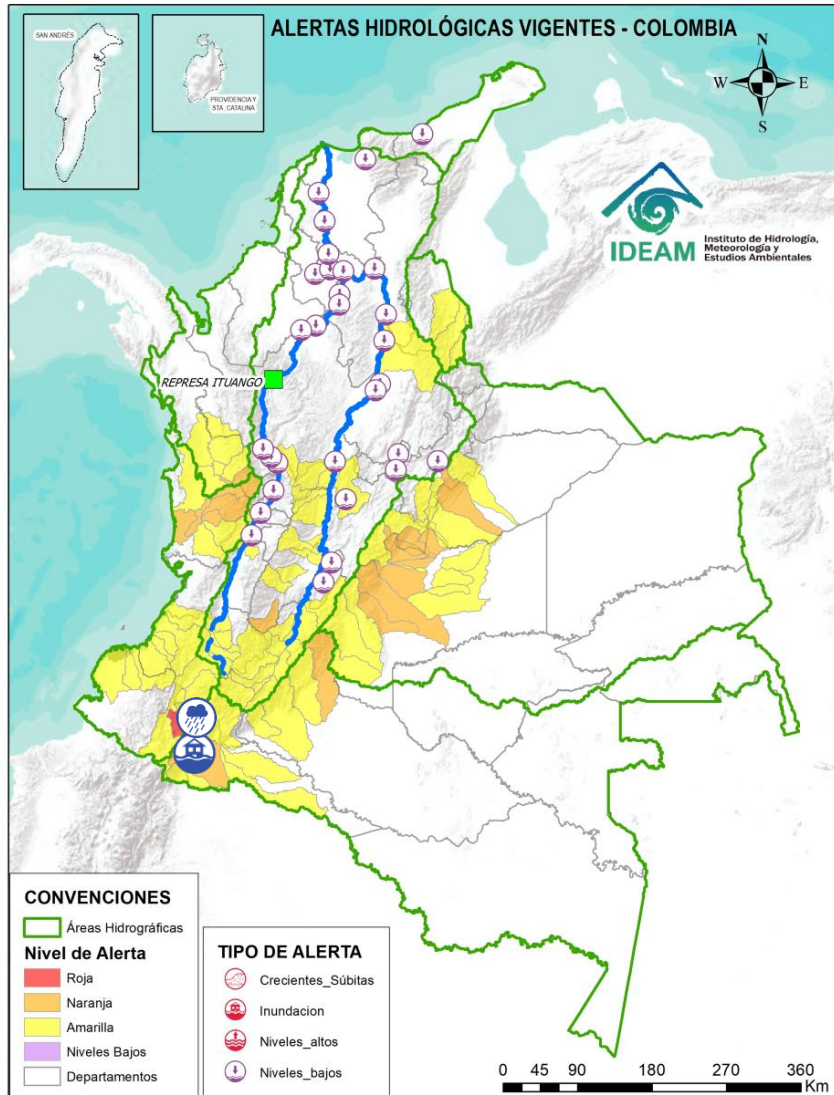 ALERTAS HIDROLÓGICAS VIGENTES - COLOMBIA
SAN ANDRÉS
PROVIDENCIA Y
STA. CATALINA
N
W
E
S
IDEAM
Instituto de Hidrología,
Meteorología y
Estudios Ambientales
REPRESA ITUANGO
CONVENCIONES
Áreas Hidrográficas
Nivel de Alerta
Roja
Naranja
Amarilla
Niveles Bajos
Departamentos
TIPO DE ALERTA
Crecientes_Súbitas
Inundacion
Niveles_altos
Niveles_bajos
0 45 90 180 270 360
Km